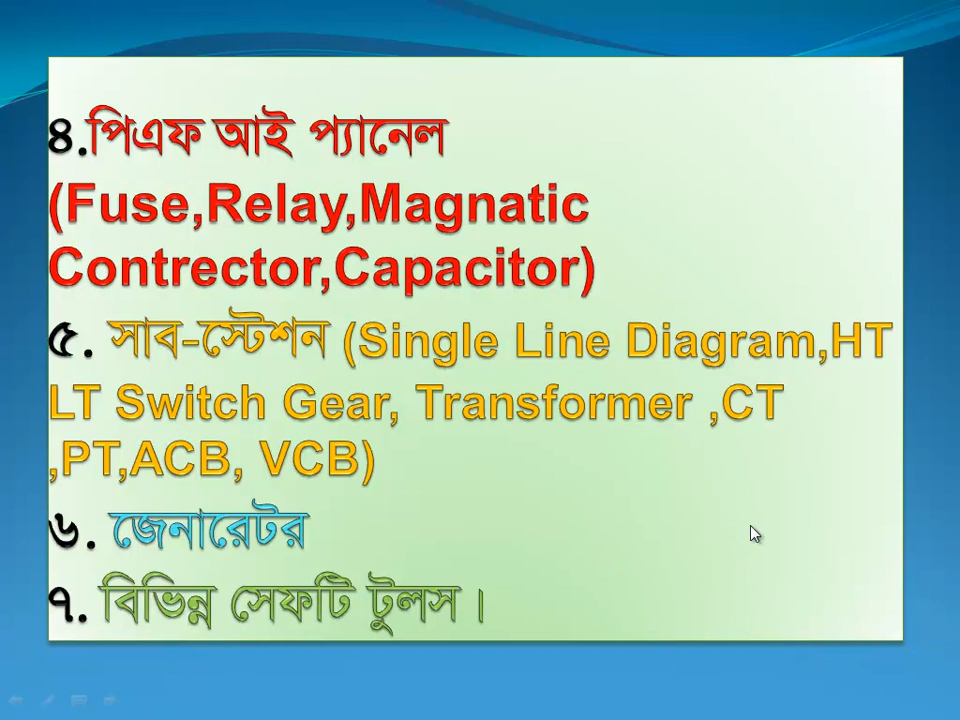 ৪.পিএফ আই প্যানেল
(Fuse,Relay,Magnatic
Contrector,Capacitor)
৫. সাব-স্টেশন (Single Line Diagram,HT
LT Switch Gear, Transformer ,CT
,PT,ACB, VCB)
৬. জেনারেটর
৭. বিভিন্ন সেফটি টুলস।